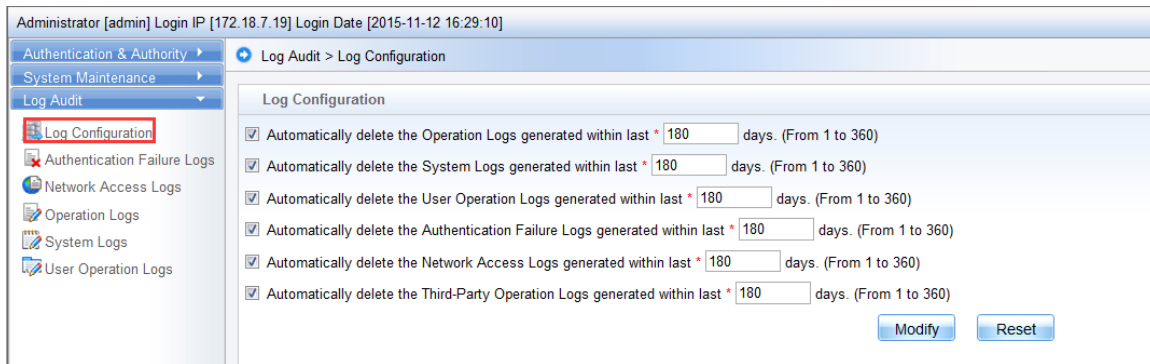 Administrator [admin] Login IP [172.18.7.19] Login Date [2015-11-12 16:29:10]
Authentication & Authority
System Maintenance
Log Audit
Log Configuration
Authentication Failure Logs
Network Access Logs
Operation Logs
System Logs
User Operation Logs
Log Audit > Log Configuration
Log Configuration
Automatically delete the Operation Logs generated within last * 180 days. (From 1 to 360)
Automatically delete the System Logs generated within last * 180 days. (From 1 to 360)
Automatically delete the User Operation Logs generated within last * 180 days. (From 1 to 360)
Automatically delete the Authentication Failure Logs generated within last * 180 days. (From 1 to 360)
Automatically delete the Network Access Logs generated within last * 180 days. (From 1 to 360)
Automatically delete the Third-Party Operation Logs generated within last * 180 days. (From 1 to 360)
Modify Reset